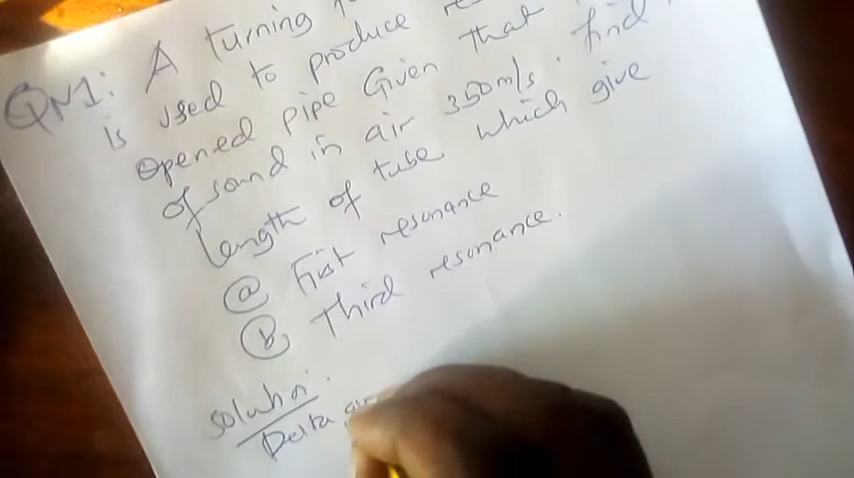 QN1: A turning
is used to produce
opened pipe Given that
of sound in air 350m/s. find
length of tube which give
(a) First resonance
(b) Third resonance.
Solution:
Data